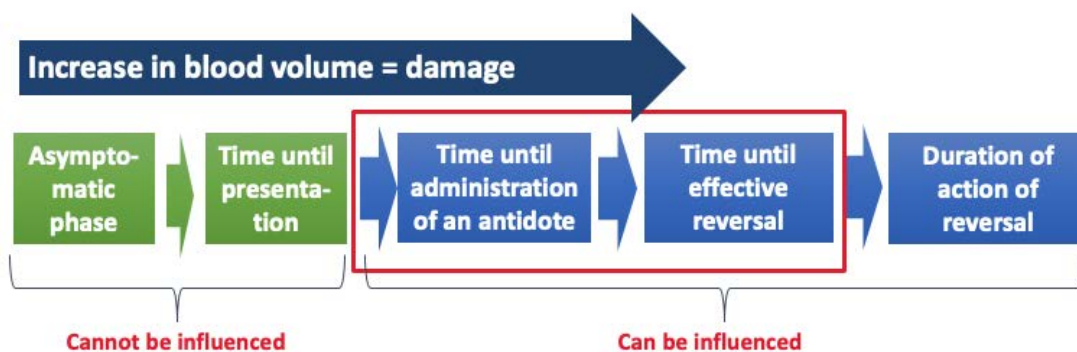 Increase in blood volume = damage
Asympto-
matic
phase
Time until
presenta-
tion
Time until
administration
of an antidote
Time until
effective
reversal
Duration of
action of
reversal
Cannot be influenced
Can be influenced